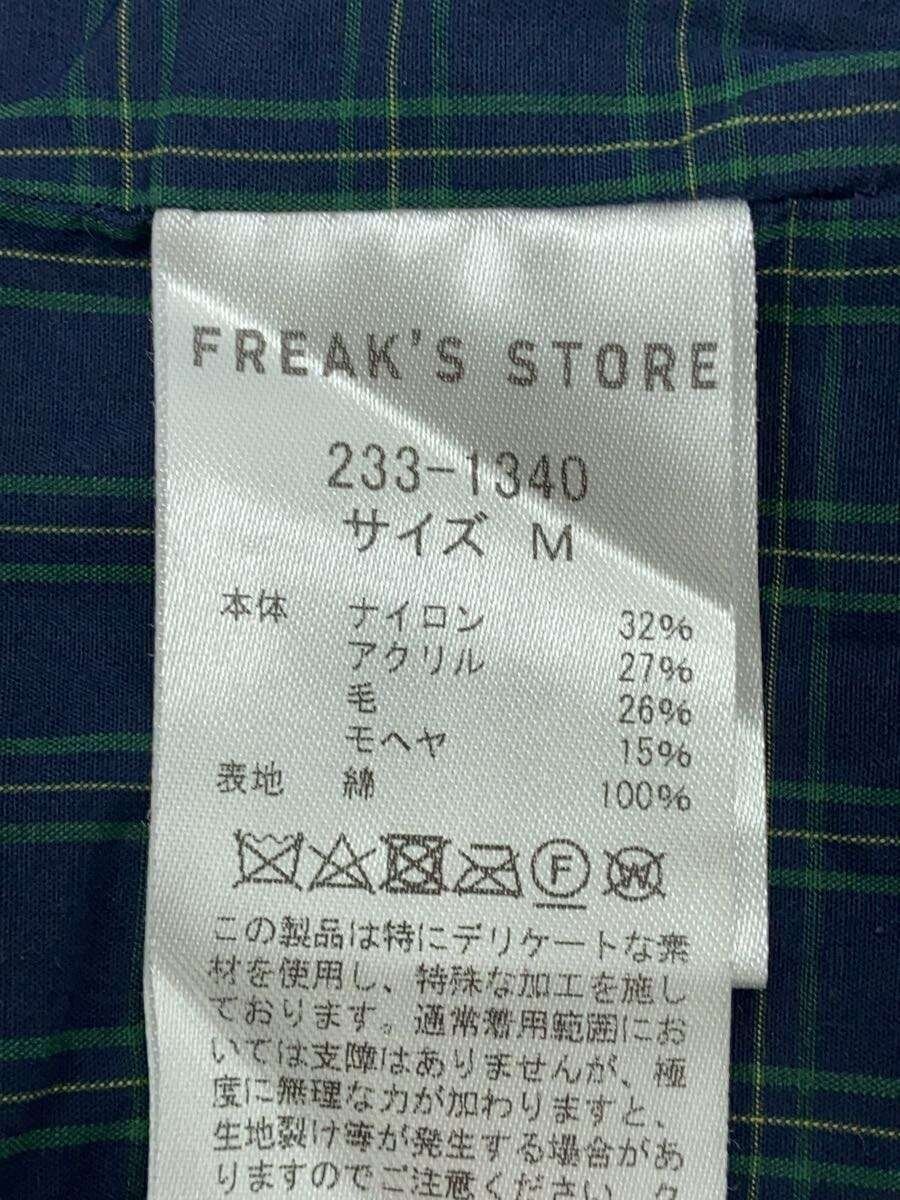 FREAK'S STORE
233-1340
サイズ M
本体 ナイロン 32%
アクリル 27%
毛 26%
モヘヤ 15%
表地 綿 100%
F
W
この製品は特にデリケートな素
材を使用し、特殊な加工を施し
ております。通常着用範囲にお
いては支障はありませんが、極
度に無理な力が加わりますと、
生地裂け等が発生する場合があ
りますのでご注意ください。ク